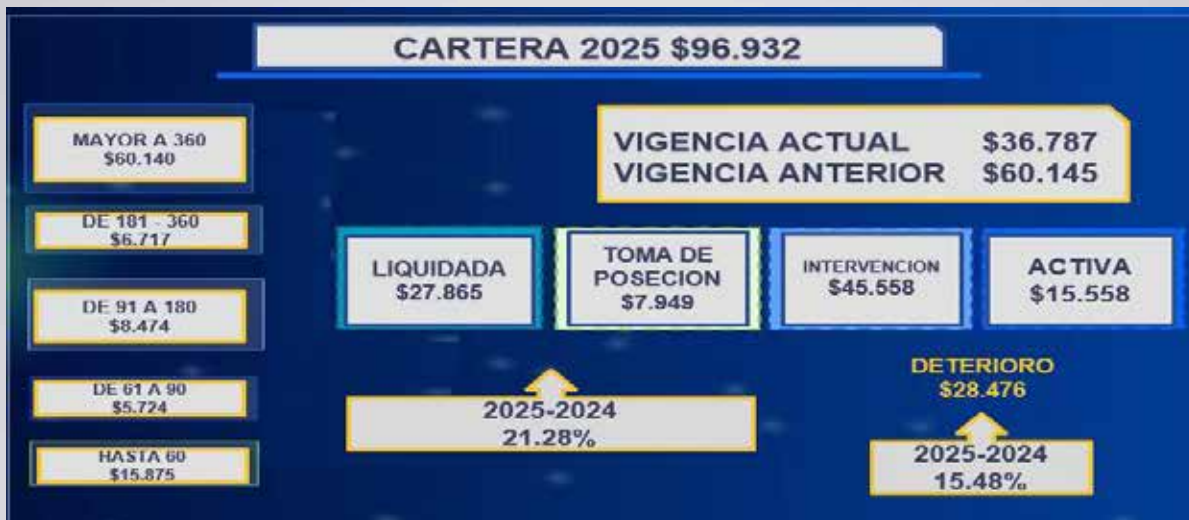 CARTERA 2025 $96.932
MAYOR A 360
$60.140
DE 181 - 360
$6.717
DE 91 A 180
$8.474
DE 61 A 90
$5.724
HASTA 60
$15.875
VIGENCIA ACTUAL $36.787
VIGENCIA ANTERIOR $60.145
LIQUIDADA
$27.865
TOMA DE
POSECION
$7.949
INTERVENCION
$45.558
ACTIVA
$15.558
2025-2024
21.28%
DETERIORO
$28.476
2025-2024
15.48%